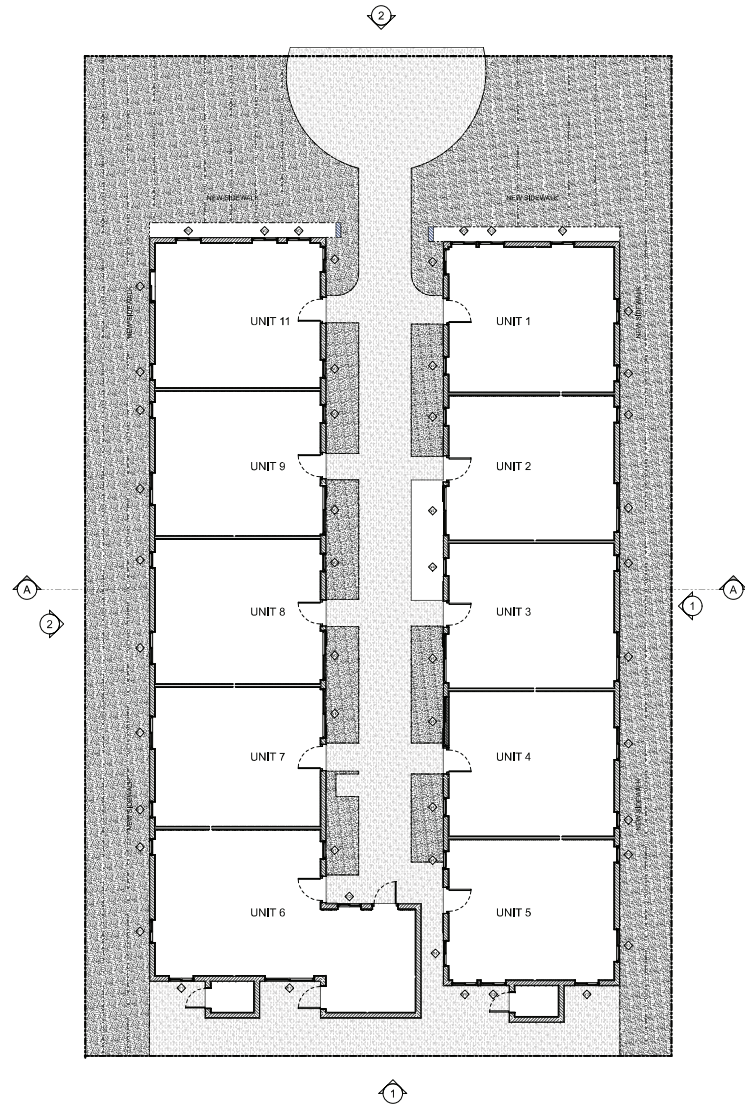 2
NEW SIDEWALK
NEW SIDEWALK
NEW SIDEWALK
NEW SIDEWALK
UNIT 11
UNIT 1
UNIT 9
UNIT 2
A
A
2
1
UNIT 8
UNIT 3
UNIT 7
UNIT 4
NEW SIDEWALK
NEW SIDEWALK
UNIT 6
UNIT 5
1